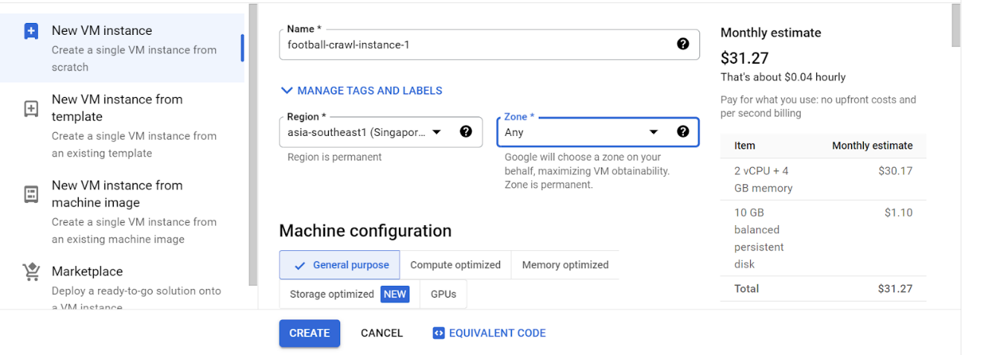 New VM instance
Create a single VM instance from
scratch
New VM instance from
template
Create a single VM instance from
an existing template
New VM instance from
machine image
Create a single VM instance from
an existing machine image
Marketplace
Deploy a ready-to-go solution onto
a VM instance
Name *
football-crawl-instance-1
MANAGE TAGS AND LABELS
Region *
asia-southeast1 (Singapor...
Region is permanent
Zone *
Any
Google will choose a zone on your
behalf, maximizing VM obtainability.
Zone is permanent.
Machine configuration
General purpose
Compute optimized
Memory optimized
Storage optimized NEW
GPUs
CREATE
CANCEL
EQUIVALENT CODE
Monthly estimate
$31.27
That's about $0.04 hourly
Pay for what you use: no upfront costs and
per second billing
Item Monthly estimate
2 vCPU + 4 $30.17
GB memory
10 GB $1.10
balanced
persistent
disk
Total $31.27